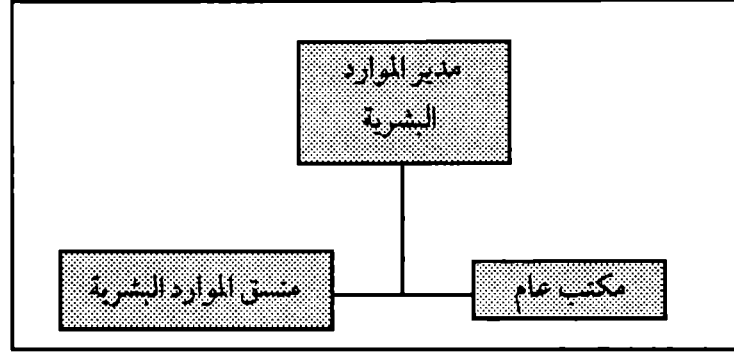 مدير الموارد
البشرية
مكتب عام
منسق الموارد البشرية